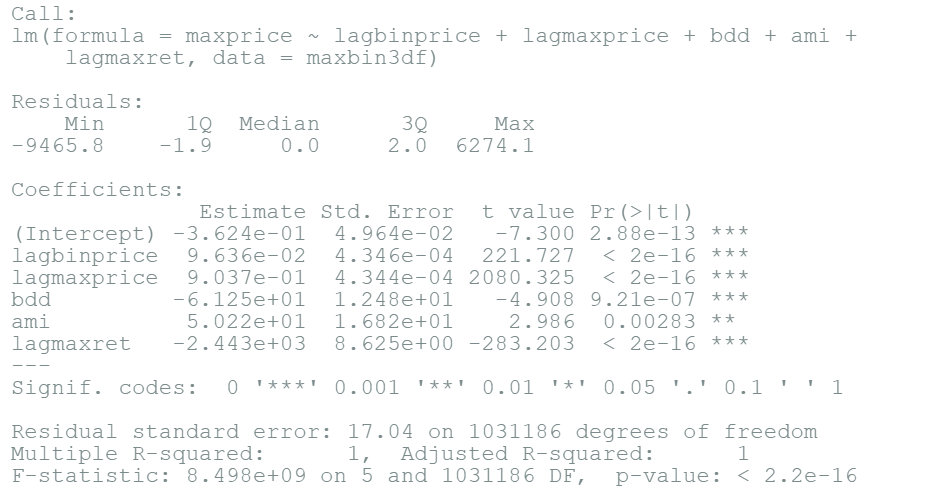 Call:
lm(formula = maxprice ~ lagbinprice + lagmaxprice + bdd + ami +
    lagmaxret, data = maxbin3df)

Residuals:
    Min      1Q  Median      3Q     Max
-9465.8    -1.9     0.0     2.0  6274.1

Coefficients:
              Estimate Std. Error  t value Pr(>|t|)
(Intercept) -3.624e-01  4.964e-02   -7.300 2.88e-13 ***
lagbinprice  9.636e-02  4.346e-04  221.727  < 2e-16 ***
lagmaxprice  9.037e-01  4.344e-04 2080.325  < 2e-16 ***
bdd         -6.125e+01  1.248e+01   -4.908 9.21e-07 ***
ami          5.022e+01  1.682e+01    2.986  0.00283 **
lagmaxret   -2.443e+03  8.625e+00 -283.203  < 2e-16 ***
---
Signif. codes:  0 '***' 0.001 '**' 0.01 '*' 0.05 '.' 0.1 ' ' 1

Residual standard error: 17.04 on 1031186 degrees of freedom
Multiple R-squared:      1,  Adjusted R-squared:      1
F-statistic: 8.498e+09 on 5 and 1031186 DF,  p-value: < 2.2e-16